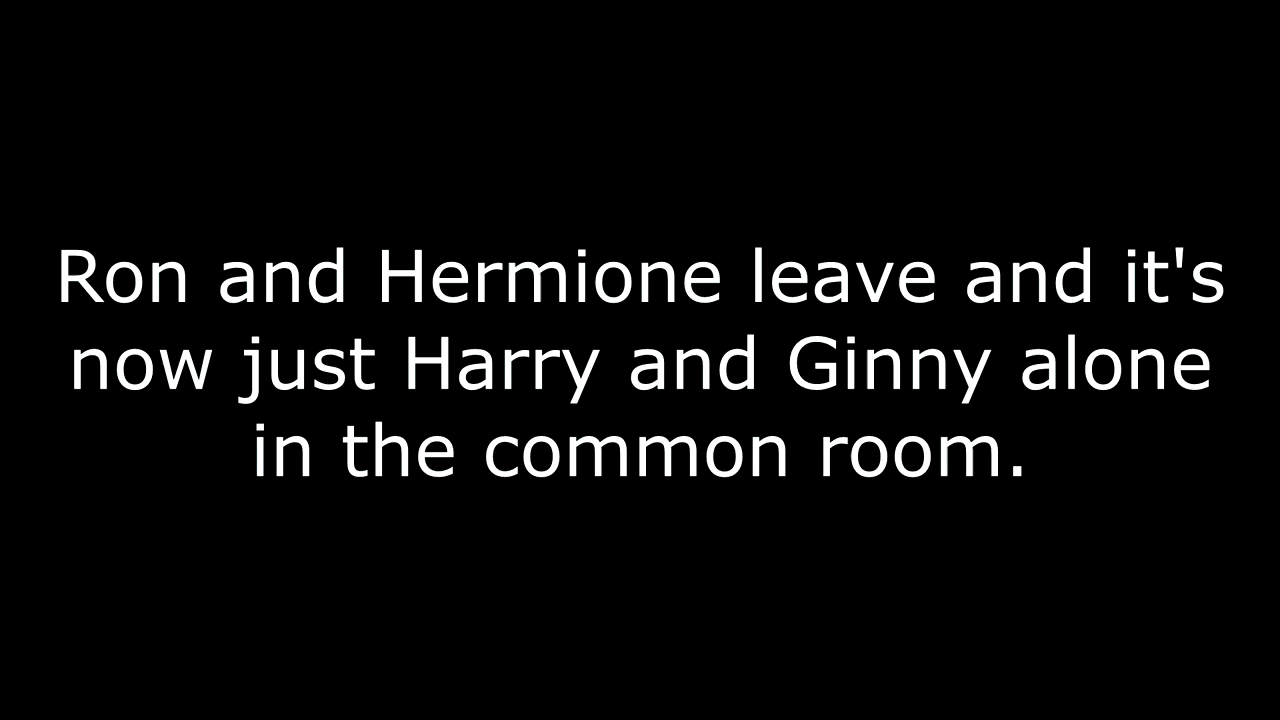 Ron and Hermione leave and it's
now just Harry and Ginny alone
in the common room.